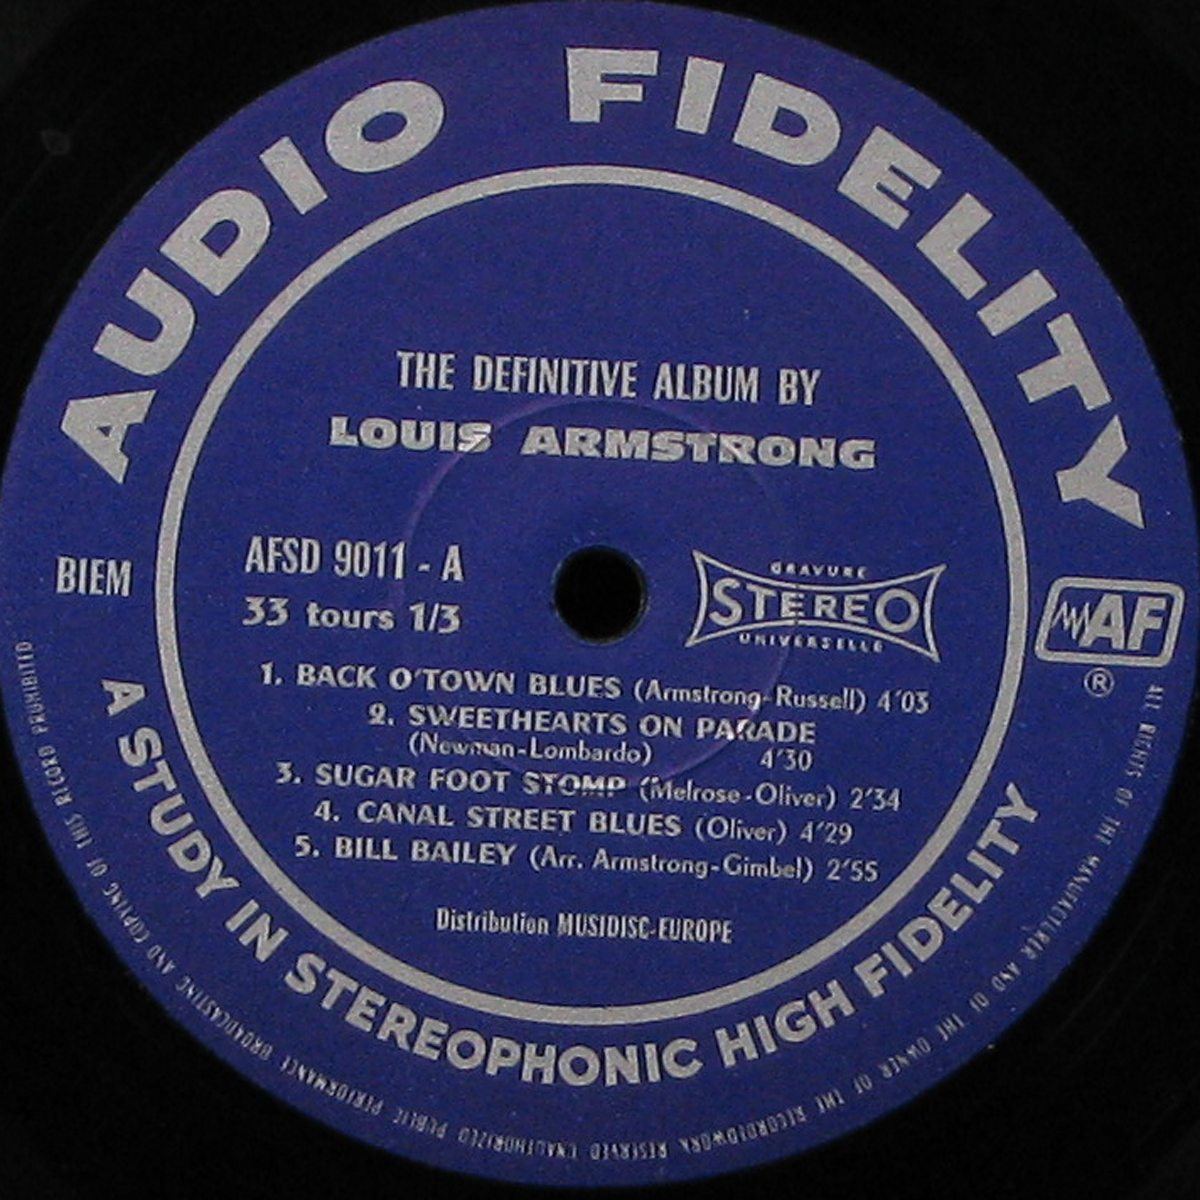 AUDIO FIDELITY
THE DEFINITIVE ALBUM BY
LOUIS ARMSTRONG
BIEM
AFSD 9011 - A
33 tours 1/3
GRAVURE
STEREO
UNIVERSELLE
AF
®
1. BACK O'TOWN BLUES (Armstrong-Russell) 4'03
2. SWEETHEARTS ON PARADE
(Newman-Lombardo) 4'30
3. SUGAR FOOT STOMP (Melrose-Oliver) 2'34
4. CANAL STREET BLUES (Oliver) 4'29
5. BILL BAILEY (Arr. Armstrong-Gimbel) 2'55
Distribution MUSIDISC-EUROPE
A STUDY IN STEREOPHONIC HIGH FIDELITY
ALL RIGHTS OF THE MANUFACTURER AND OF THE OWNER OF THE RECORDEDWORK RESERVED UNAUTHORIZED PUBLIC PERFORMANCE BROADCASTING AND COPYING OF THIS RECORD PROHIBITED